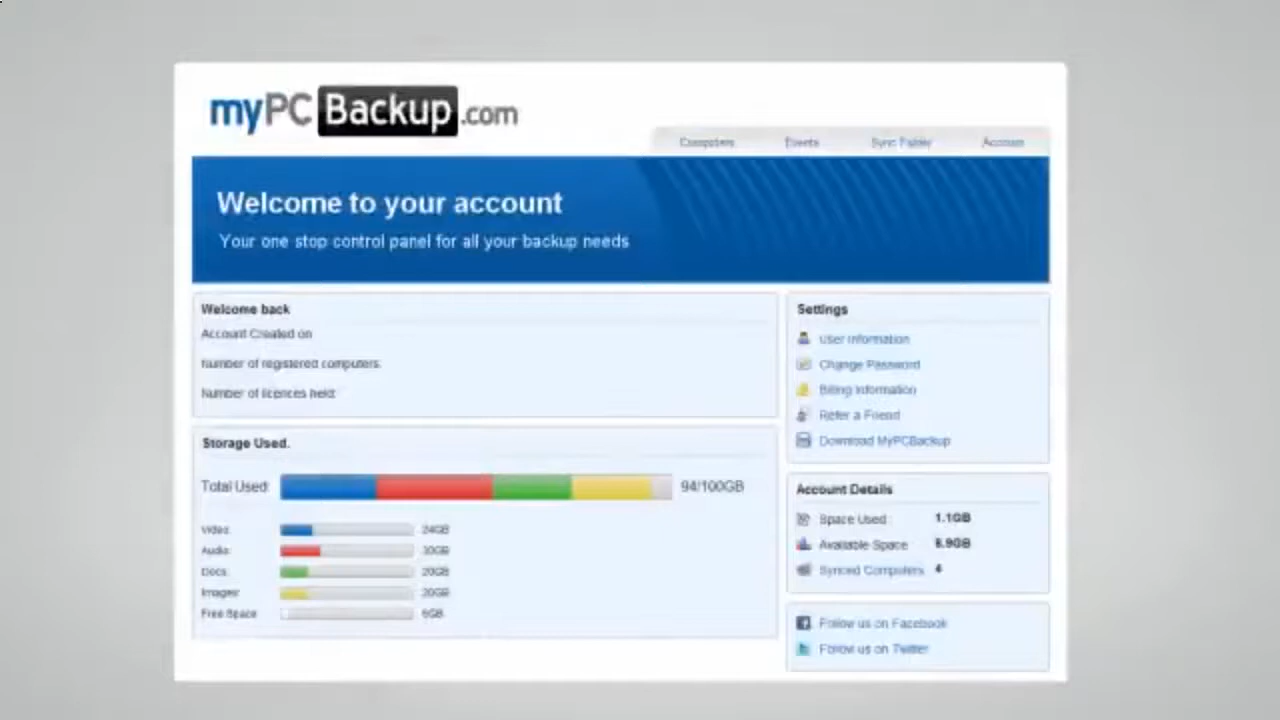 myPCBackup.com
Computers Events Sync Folder Account
Welcome to your account
Your one stop control panel for all your backup needs
Welcome back
Account Created on
Number of registered computers
Number of licences held
Storage Used.
Total Used: 94/100GB
Video: 24GB
Audio: 30GB
Docs: 20GB
Images: 20GB
Free Space 6GB
Settings
User Information
Change Password
Billing Information
Refer a Friend
Download MyPCBackup
Account Details
Space Used : 1.1GB
Available Space 8.9GB
Synced Computers 4
Follow us on Facebook
Follow us on Twitter